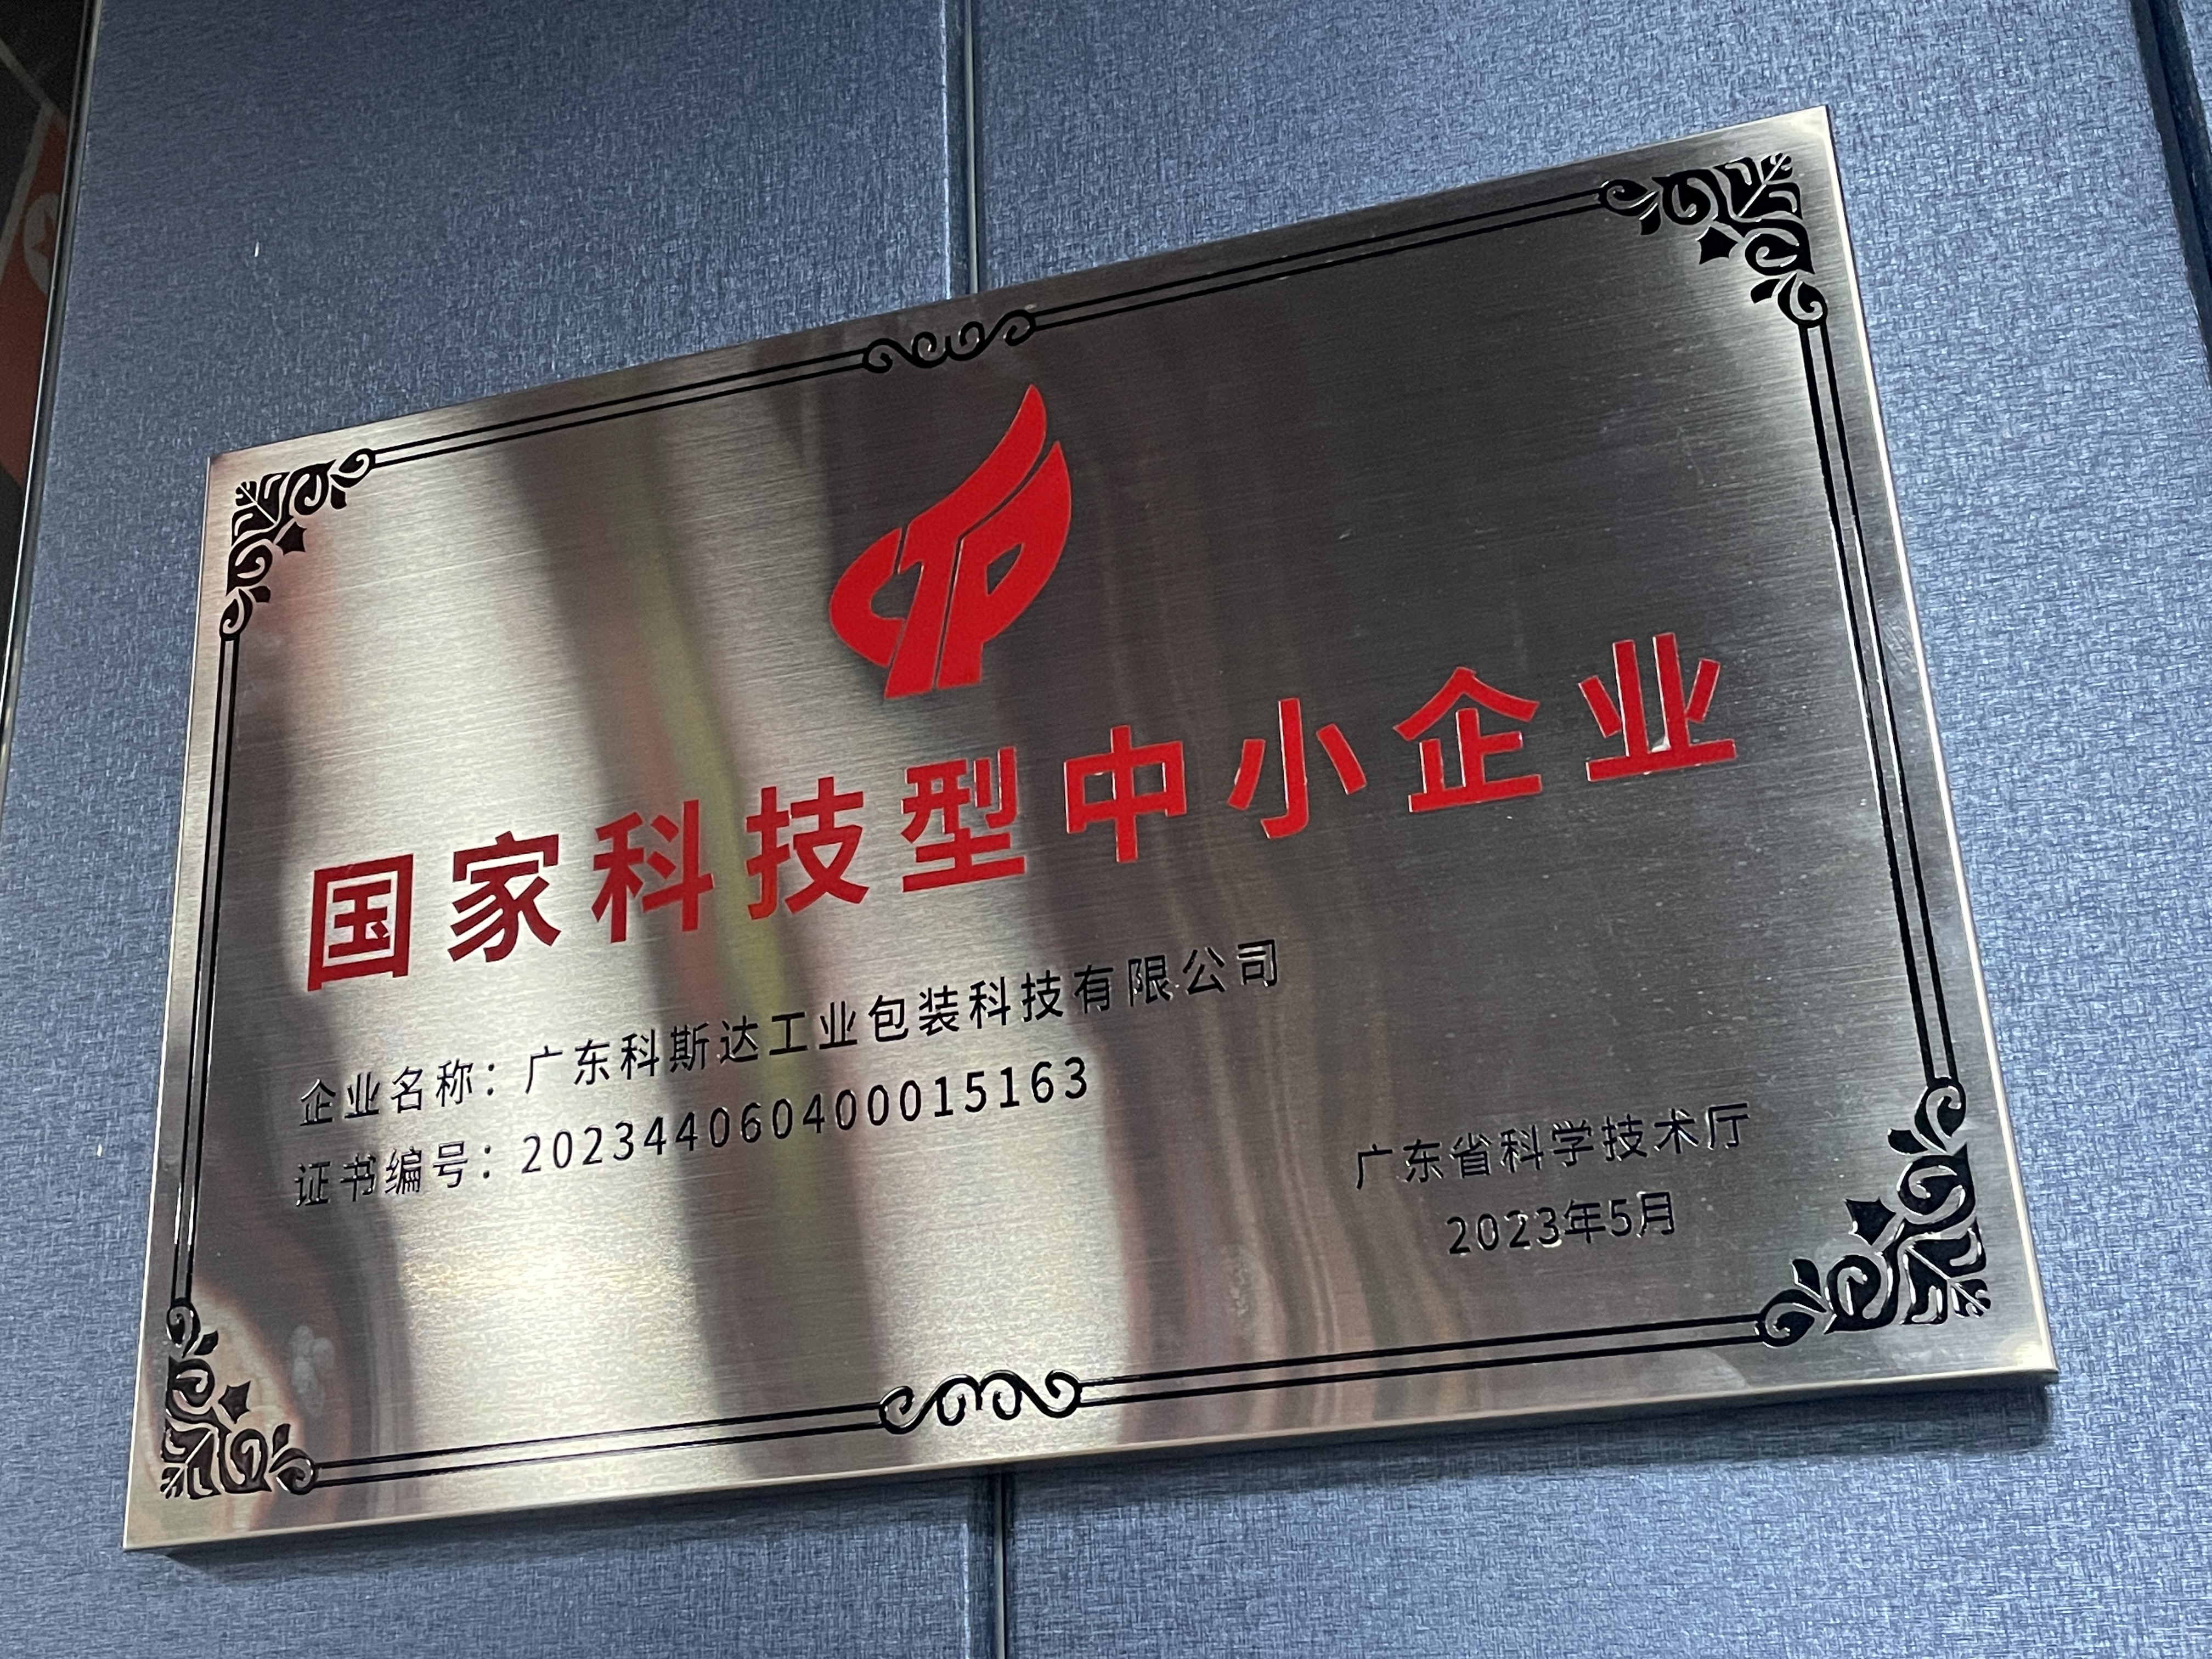 国家科技型中小企业
企业名称：广东科斯达工业包装科技有限公司
证书编号：202344060400015163
广东省科学技术厅
2023年5月